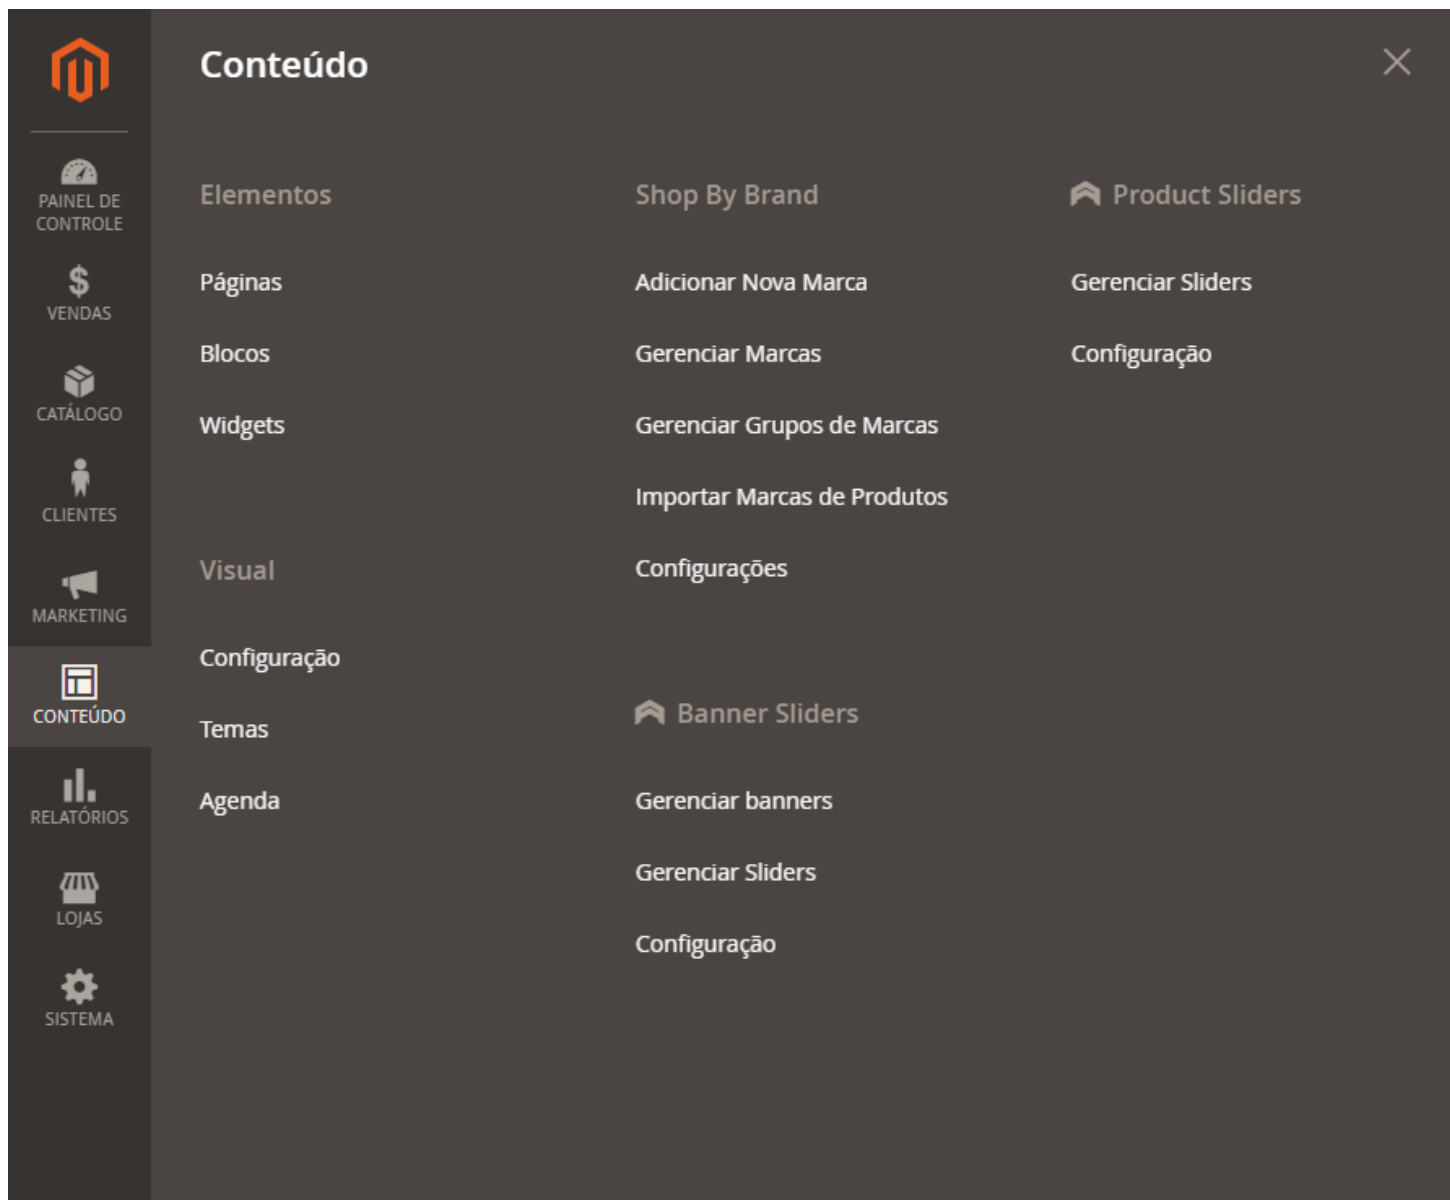 PAINEL DE
CONTROLE
VENDAS
CATÁLOGO
CLIENTES
MARKETING
CONTEÚDO
RELATÓRIOS
LOJAS
SISTEMA
Conteúdo
Elementos
Páginas
Blocos
Widgets
Visual
Configuração
Temas
Agenda
Shop By Brand
Adicionar Nova Marca
Gerenciar Marcas
Gerenciar Grupos de Marcas
Importar Marcas de Produtos
Configurações
Banner Sliders
Gerenciar banners
Gerenciar Sliders
Configuração
Product Sliders
Gerenciar Sliders
Configuração